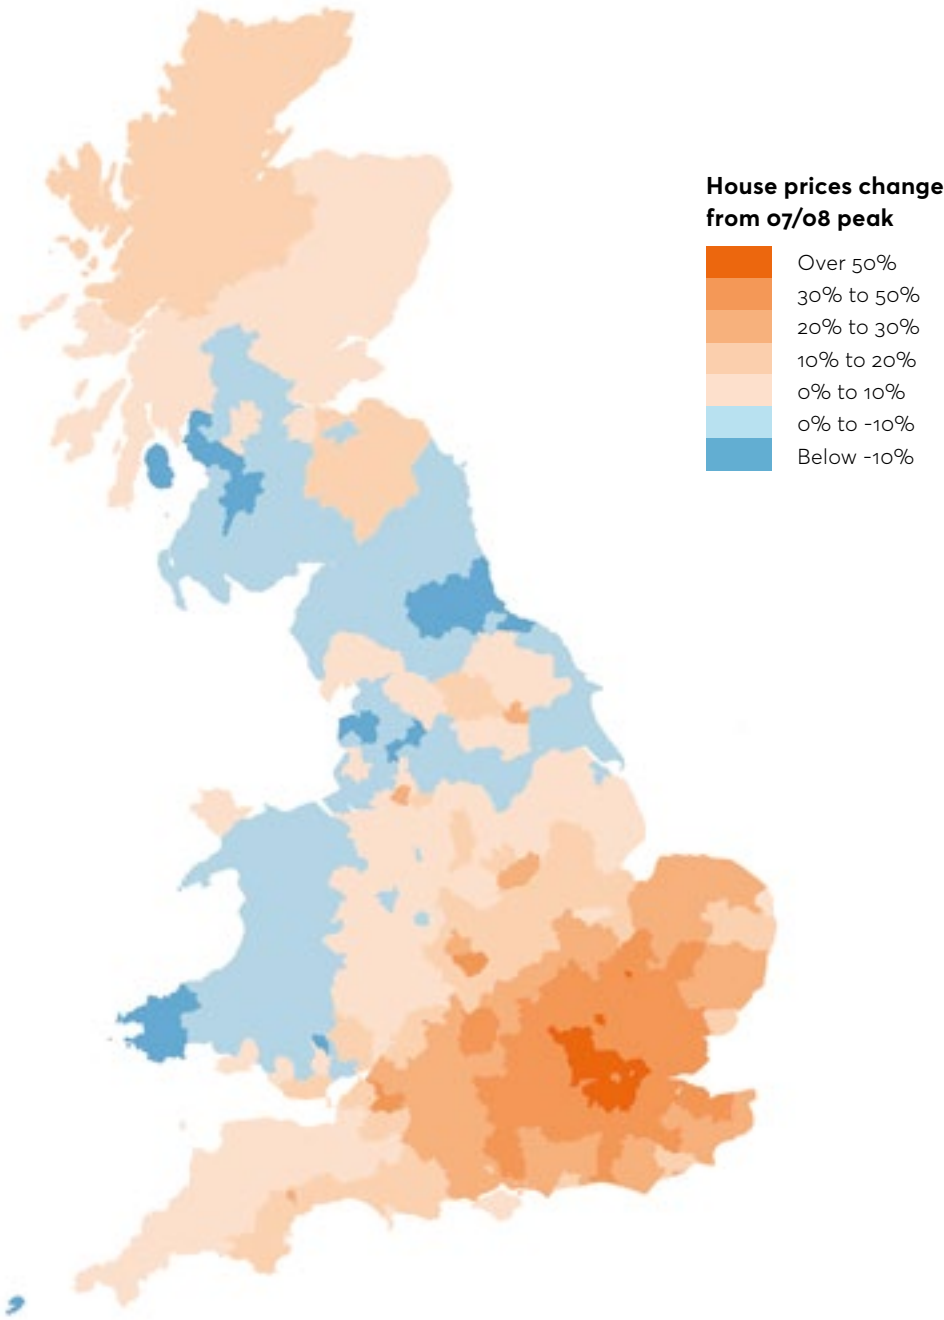 House prices change
from 07/08 peak
Over 50%
30% to 50%
20% to 30%
10% to 20%
0% to 10%
0% to -10%
Below -10%